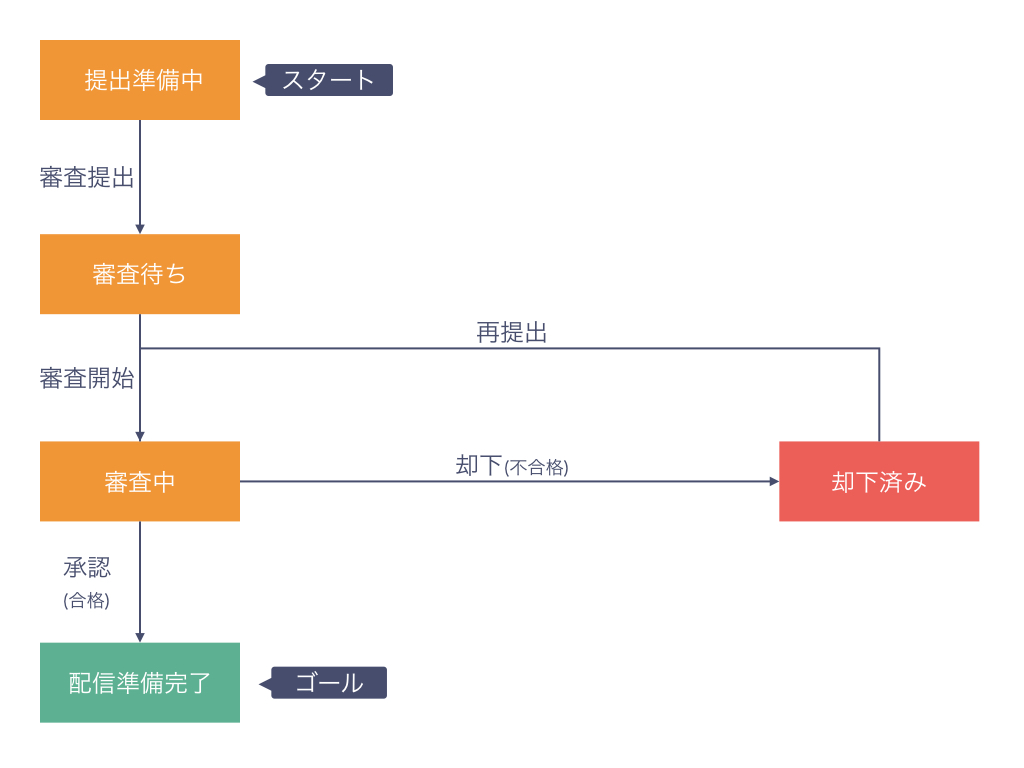 提出準備中
スタート
審査提出
審査待ち
再提出
審査開始
却下(不合格)
審査中
却下済み
承認
(合格)
配信準備完了
ゴール